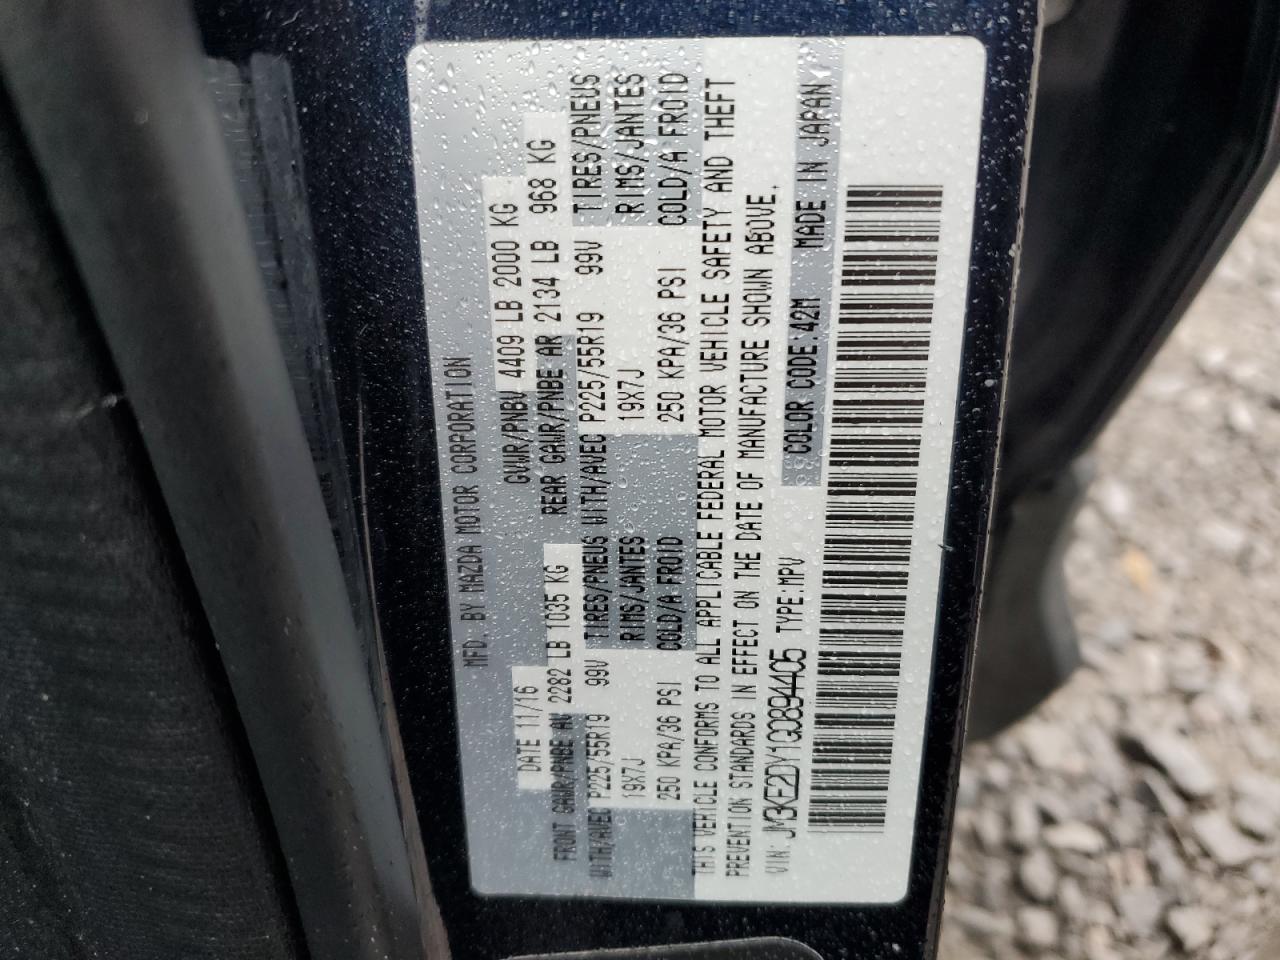 MFD. BY MAZDA MOTOR CORPORATION
DATE 11/16 GVWR/PNBV 4409 LB 2000 KG
FRONT GAWR/PNBE AV 2282 LB 1035 KG REAR GAWR/PNBE AR 2134 LB 968 KG
WITH/AVEC P225/55R19 99V TIRES/PNEUS WITH/AVEC P225/55R19 99V TIRES/PNEUS
19X7J RIMS/JANTES 19X7J RIMS/JANTES
250 KPA/36 PSI COLD/A FROID 250 KPA/36 PSI COLD/A FROID
THIS VEHICLE CONFORMS TO ALL APPLICABLE FEDERAL MOTOR VEHICLE SAFETY AND THEFT
PREVENTION STANDARDS IN EFFECT ON THE DATE OF MANUFACTURE SHOWN ABOVE.
VIN: JM3KE2DY1G0894405 TYPE:MPV COLOR CODE:42M MADE IN JAPAN